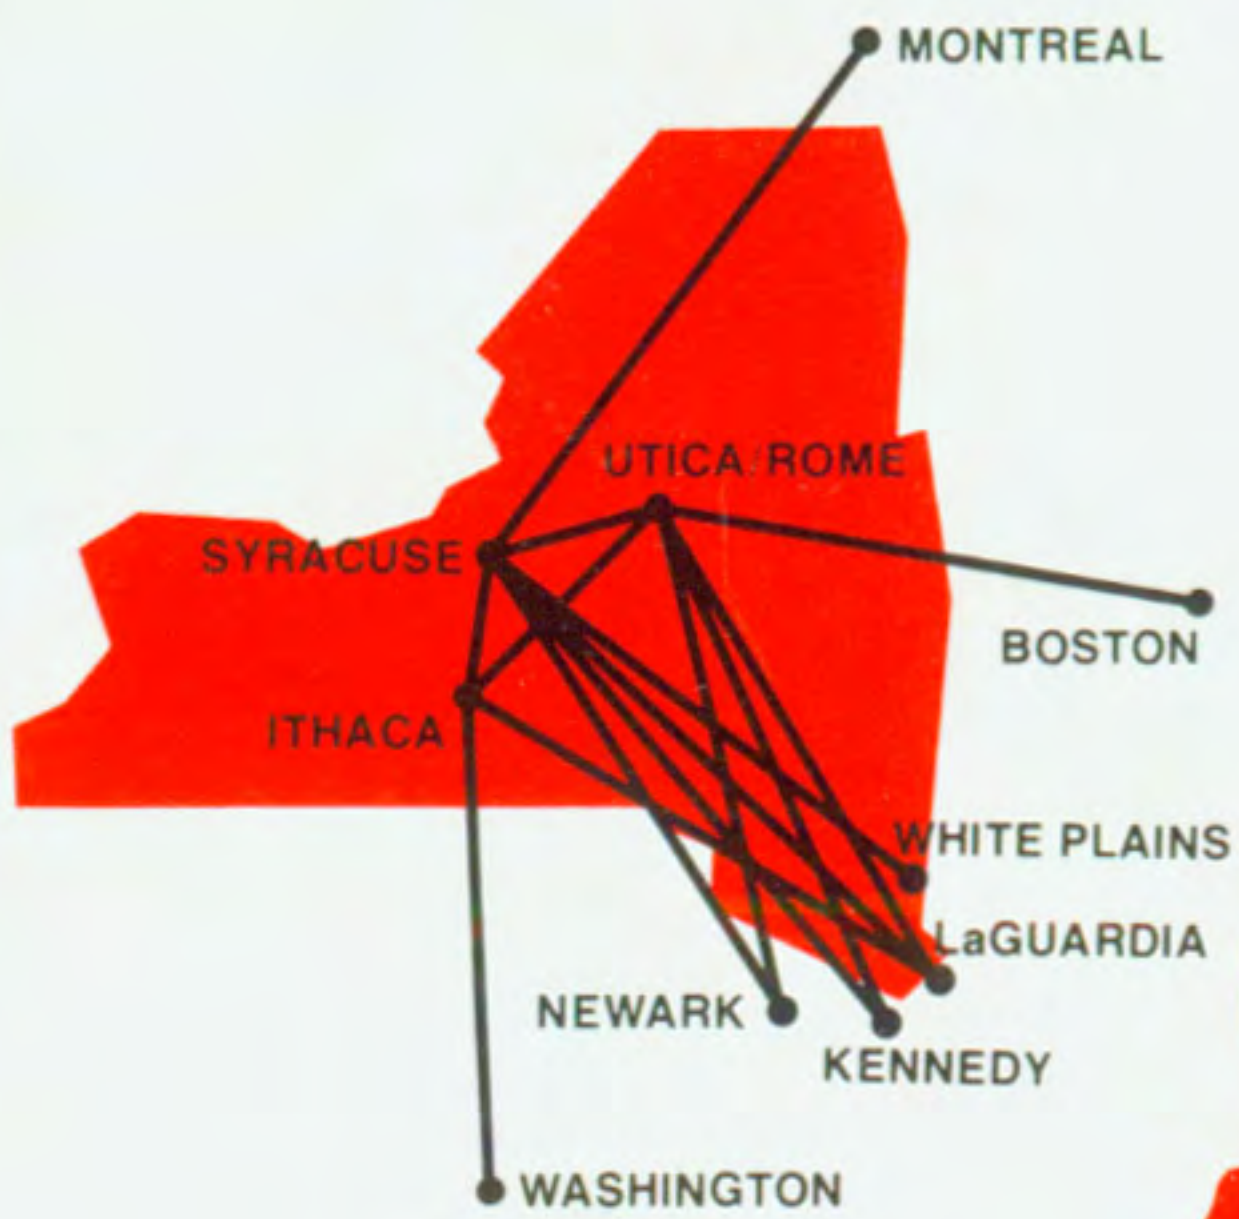 MONTREAL
UTICA/ROME
SYRACUSE
BOSTON
ITHACA
WHITE PLAINS
LaGUARDIA
NEWARK
KENNEDY
WASHINGTON